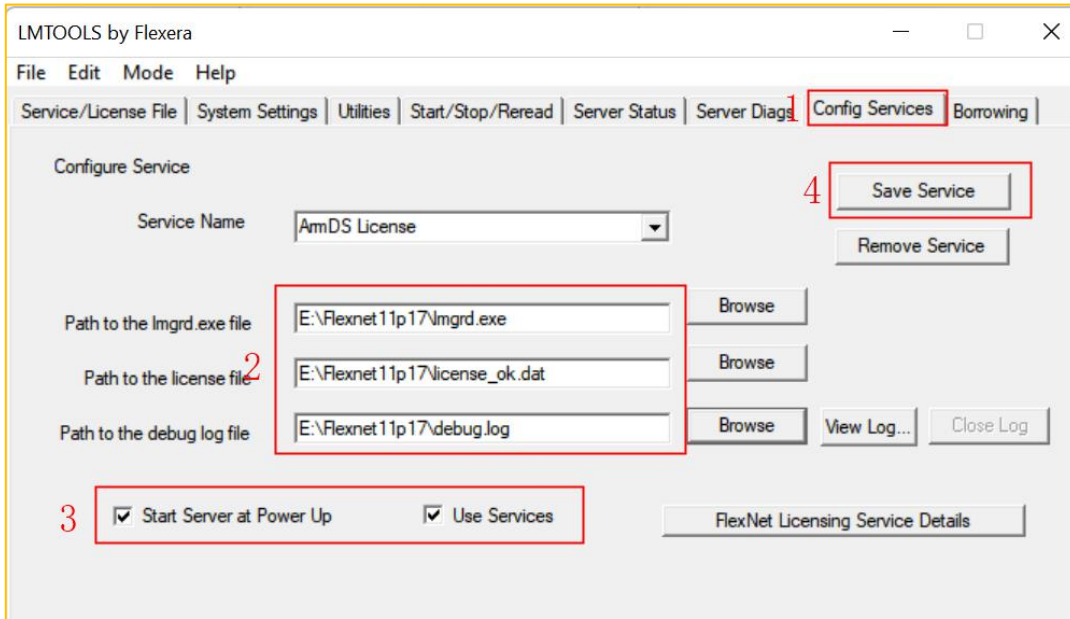 LMTOOLS by Flexera
File Edit Mode Help
Service/License File System Settings Utilities Start/Stop/Reread Server Status Server Diags 1 Config Services Borrowing
Configure Service
4 Save Service
Service Name ArmDS License
Remove Service
Path to the lmgrd.exe file E:\Flexnet11p17\lmgrd.exe Browse
2
Path to the license file E:\Flexnet11p17\license_ok.dat Browse
Path to the debug log file E:\Flexnet11p17\debug.log Browse View Log... Close Log
3 Start Server at Power Up Use Services
FlexNet Licensing Service Details